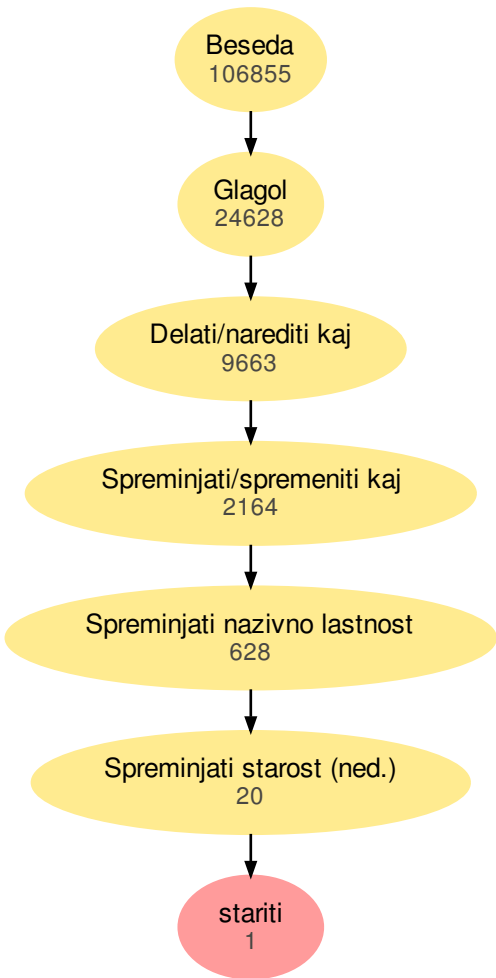 Beseda
106855
Glagol
24628
Delati/narediti kaj
9663
Spreminjati/spremeniti kaj
2164
Spreminjati nazivno lastnost
628
Spreminjati starost (ned.)
20
stariti
1